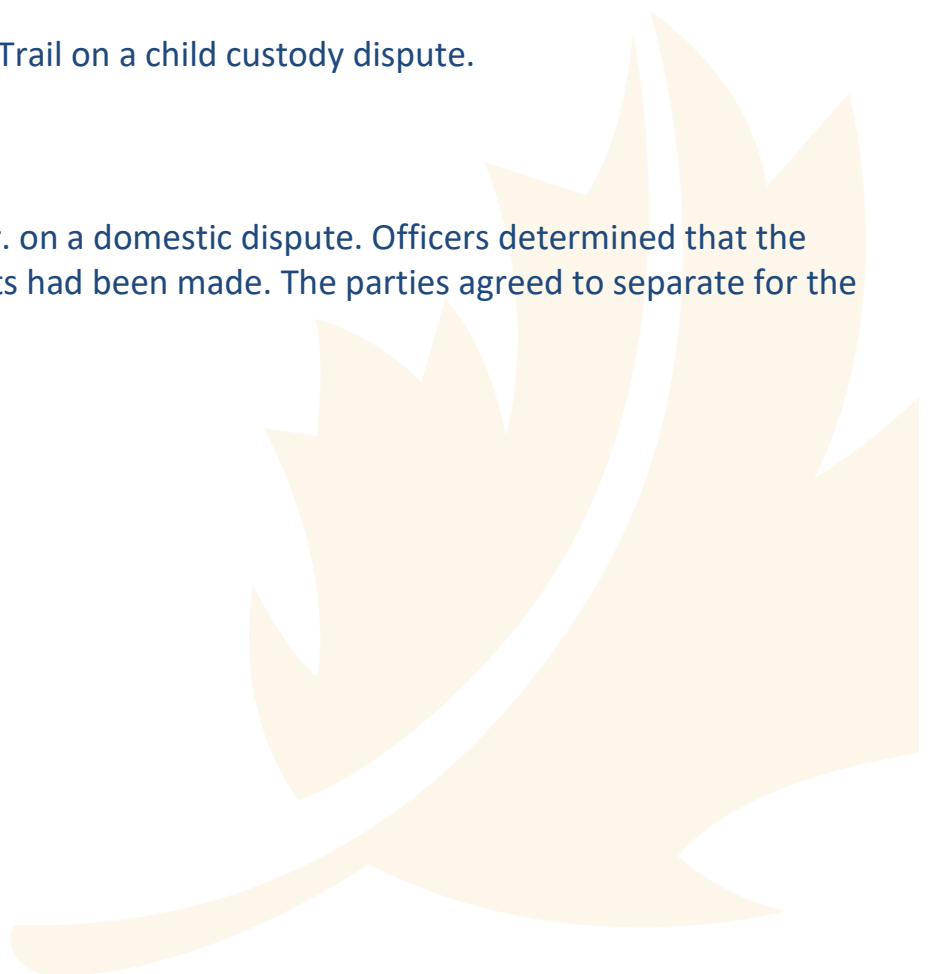 Trail on a child custody dispute.
. on a domestic dispute. Officers determined that the
ts had been made. The parties agreed to separate for the